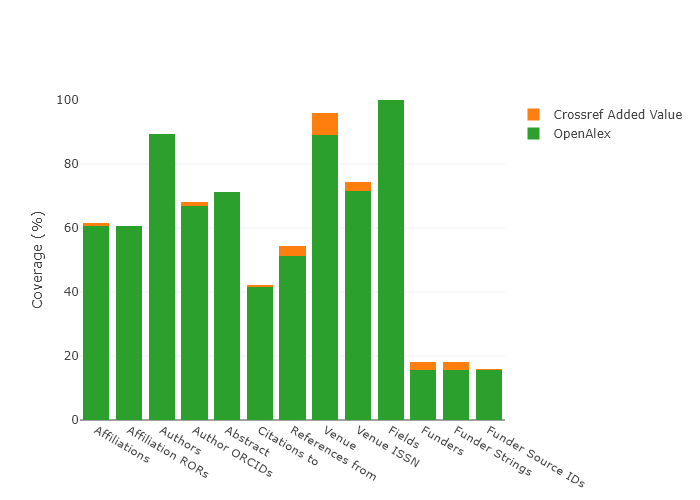 Crossref Added Value
OpenAlex
Coverage (%)
100
80
60
40
20
0
Affiliations
Affiliation RORs
Authors
Author ORCIDs
Abstract
Citations to
References from
Venue
Venue ISSN
Fields
Funders
Funder Strings
Funder Source IDs